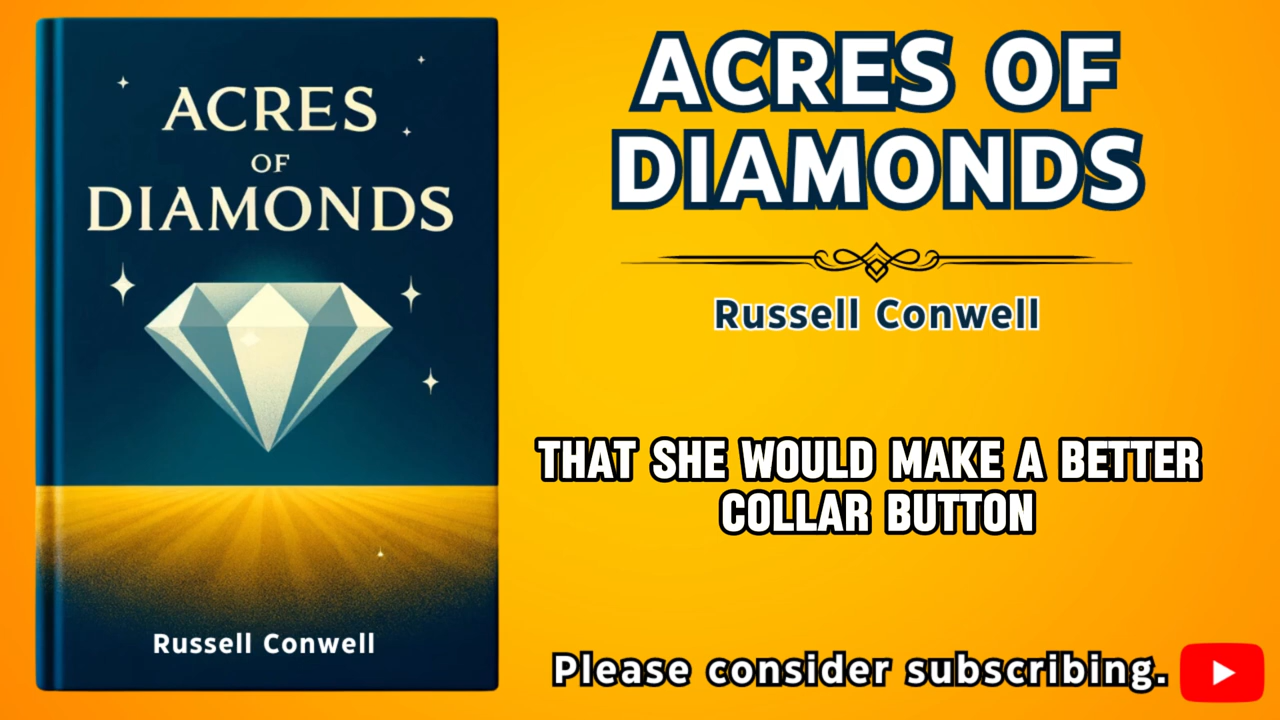 ACRES
OF
DIAMONDS
Russell Conwell
ACRES OF
DIAMONDS
Russell Conwell
THAT SHE WOULD MAKE A BETTER
COLLAR BUTTON
Please consider subscribing.